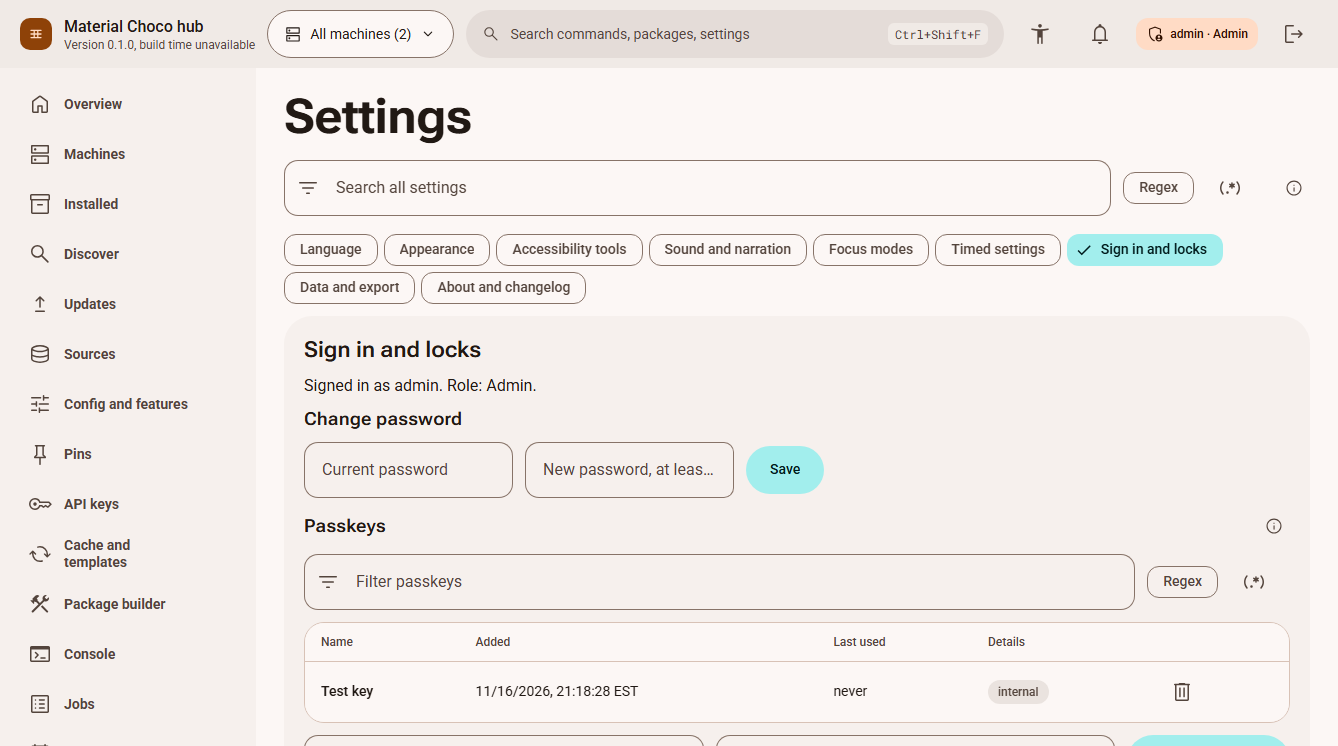 Material Choco hub
Version 0.1.0, build time unavailable
All machines (2)
Search commands, packages, settings
Ctrl+Shift+F
admin · Admin
Overview
Machines
Installed
Discover
Updates
Sources
Config and features
Pins
API keys
Cache and
templates
Package builder
Console
Jobs
Settings
Search all settings
Regex
(.*)
Language
Appearance
Accessibility tools
Sound and narration
Focus modes
Timed settings
Sign in and locks
Data and export
About and changelog
Sign in and locks
Signed in as admin. Role: Admin.
Change password
Current password
New password, at leas...
Save
Passkeys
Filter passkeys
Regex
(.*)
Name Added Last used Details
Test key 11/16/2026, 21:18:28 EST never internal